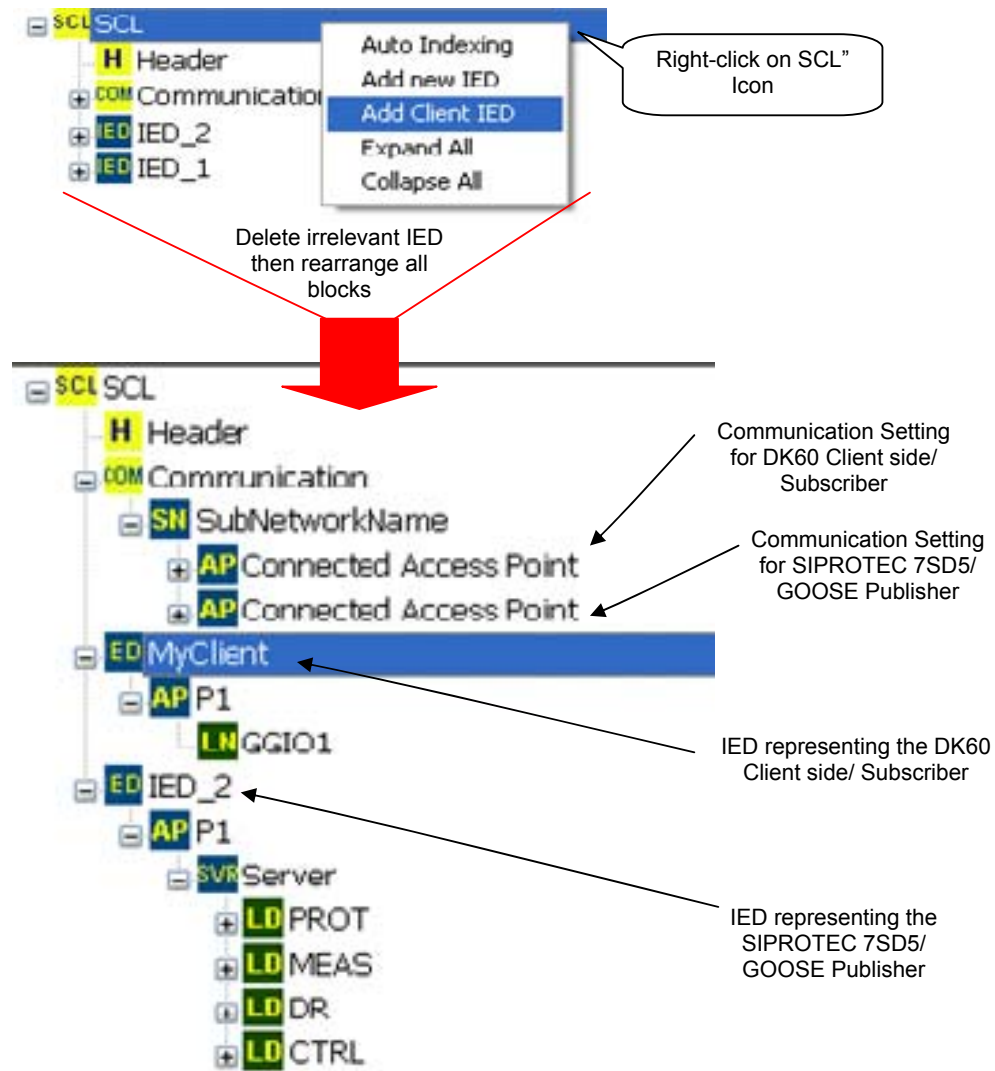 SCL SCL
H Header
COM Communication
IED IED_2
IED IED_1
Auto Indexing
Add new IED
Add Client IED
Expand All
Collapse All
Right-click on SCL”
Icon
Delete irrelevant IED
then rearrange all
blocks
SCL SCL
H Header
COM Communication
SN SubNetworkName
AP Connected Access Point
AP Connected Access Point
ED MyClient
AP P1
LN GGIO1
ED IED_2
AP P1
SVR Server
LD PROT
LD MEAS
LD DR
LD CTRL
Communication Setting
for DK60 Client side/
Subscriber
Communication Setting
for SIPROTEC 7SD5/
GOOSE Publisher
IED representing the DK60
Client side/ Subscriber
IED representing the
SIPROTEC 7SD5/
GOOSE Publisher